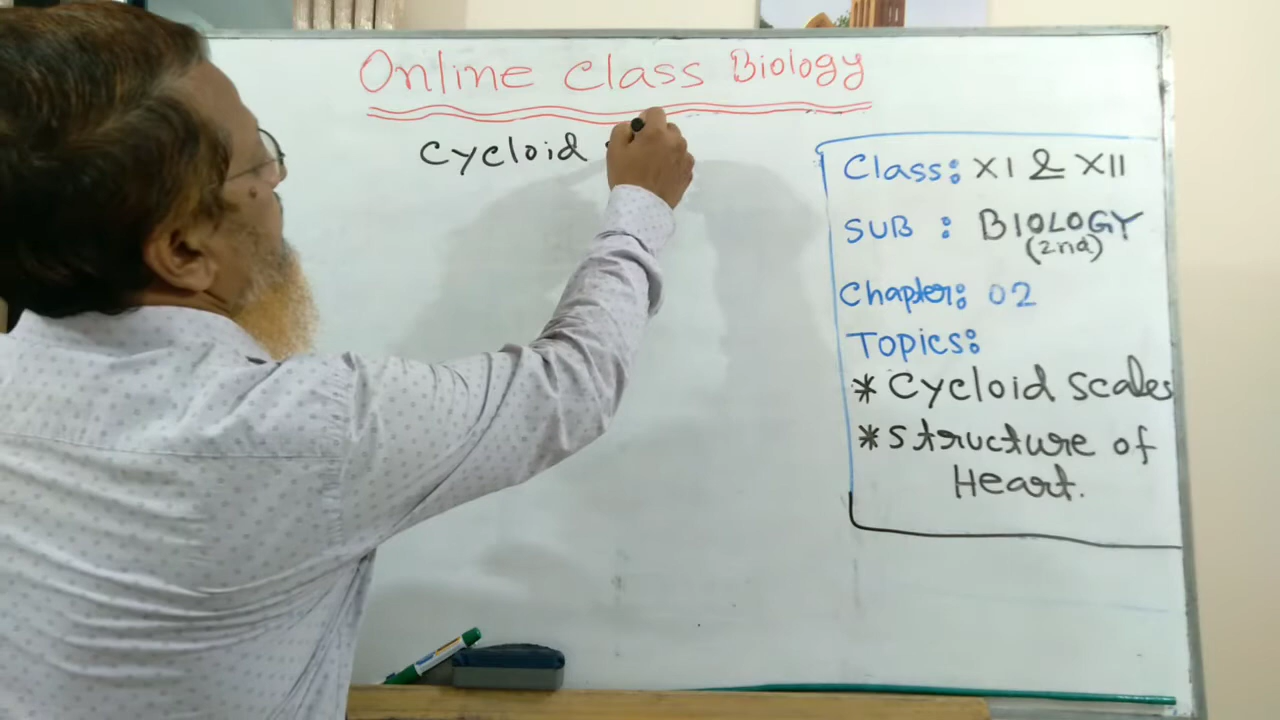 Online Class Biology
Cycloid
Class: XI & XII
SUB : BIOLOGY
(2nd)
Chapter: 02
Topics:
* Cycloid Scales
* Structure of
Heart.